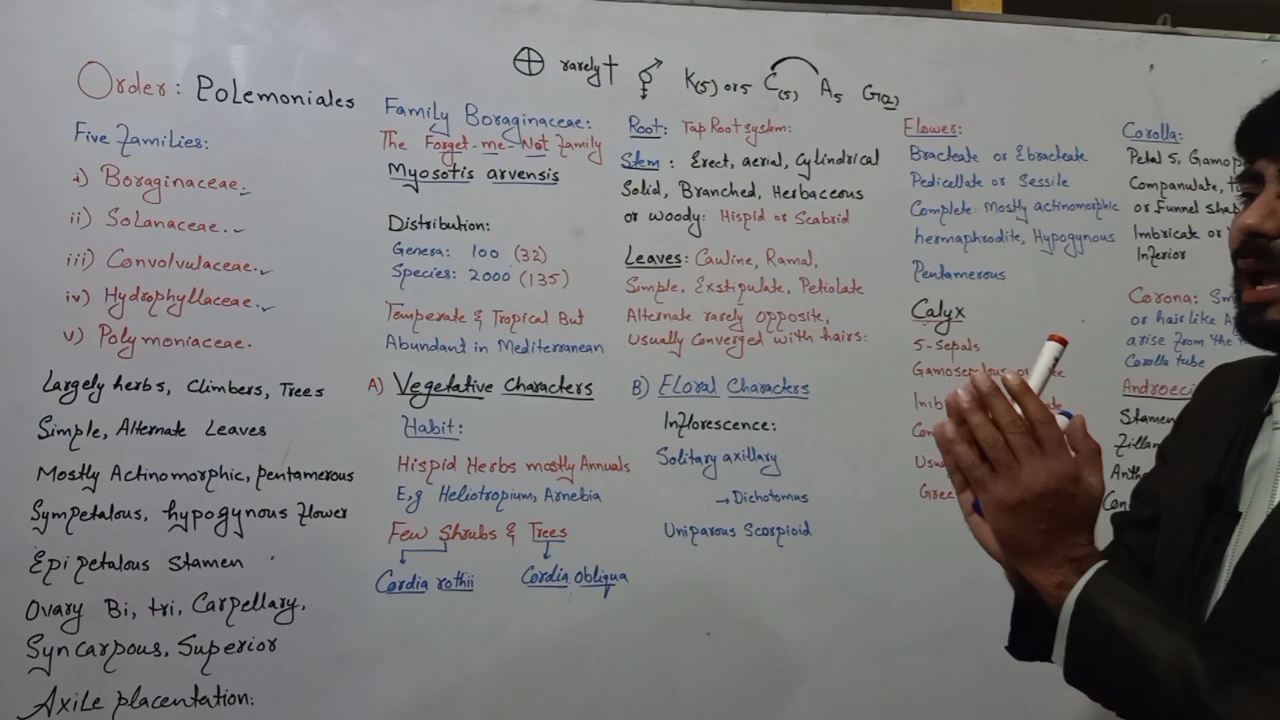 ⊕ rarely † ⚥ K(5) or 5 C(5) A5 G(2)
Order: Polemoniales
Five Families:
i) Boraginaceae
ii) Solanaceae
iii) Convolvulaceae
iv) Hydrophyllaceae
v) Polymoniaceae.
Largely herbs, Climbers, Trees
Simple, Alternate Leaves
Mostly Actinomorphic, pentamerous
Sympetalous, hypogynous flower
Epipetalous Stamen
Ovary Bi, tri, Carpellary,
Syncarpous, Superior
Axile placentation:
Family Boraginaceae:
The Forget-me-Not Family
Myosotis arvensis
Distribution:
Genera: 100 (32)
Species: 2000 (135)
Temperate & Tropical But
Abundant in Mediterranean
A) Vegetative Characters
Habit:
Hispid Herbs mostly Annuals
E,g Heliotropium, Arnebia
Few Shrubs & Trees
Cordia rothii Cordia obliqua
Root: Tap Root system:
Stem: Erect, aerial, Cylindrical
Solid, Branched, Herbaceous
or woody: Hispid or Scabrid
Leaves: Cauline, Ramal,
Simple, Exstipulate, Petiolate
Alternate rarely opposite,
Usually Converged with hairs:
B) Floral Characters
Inflorescence:
Solitary axillary
→ Dichotomus
Uniparous Scorpioid
Flower:
Bracteate or Ebracteate
Pedicellate or Sessile
Complete: Mostly actinomorphic
hermaphrodite, Hypogynous
Pentamerous
Calyx
5-Sepals
or
Corolla:
Petal 5,
Companulate,
or Funnel
Imbricate or
Inferior
Corona:
or hair like
arise from the
Corolla tube